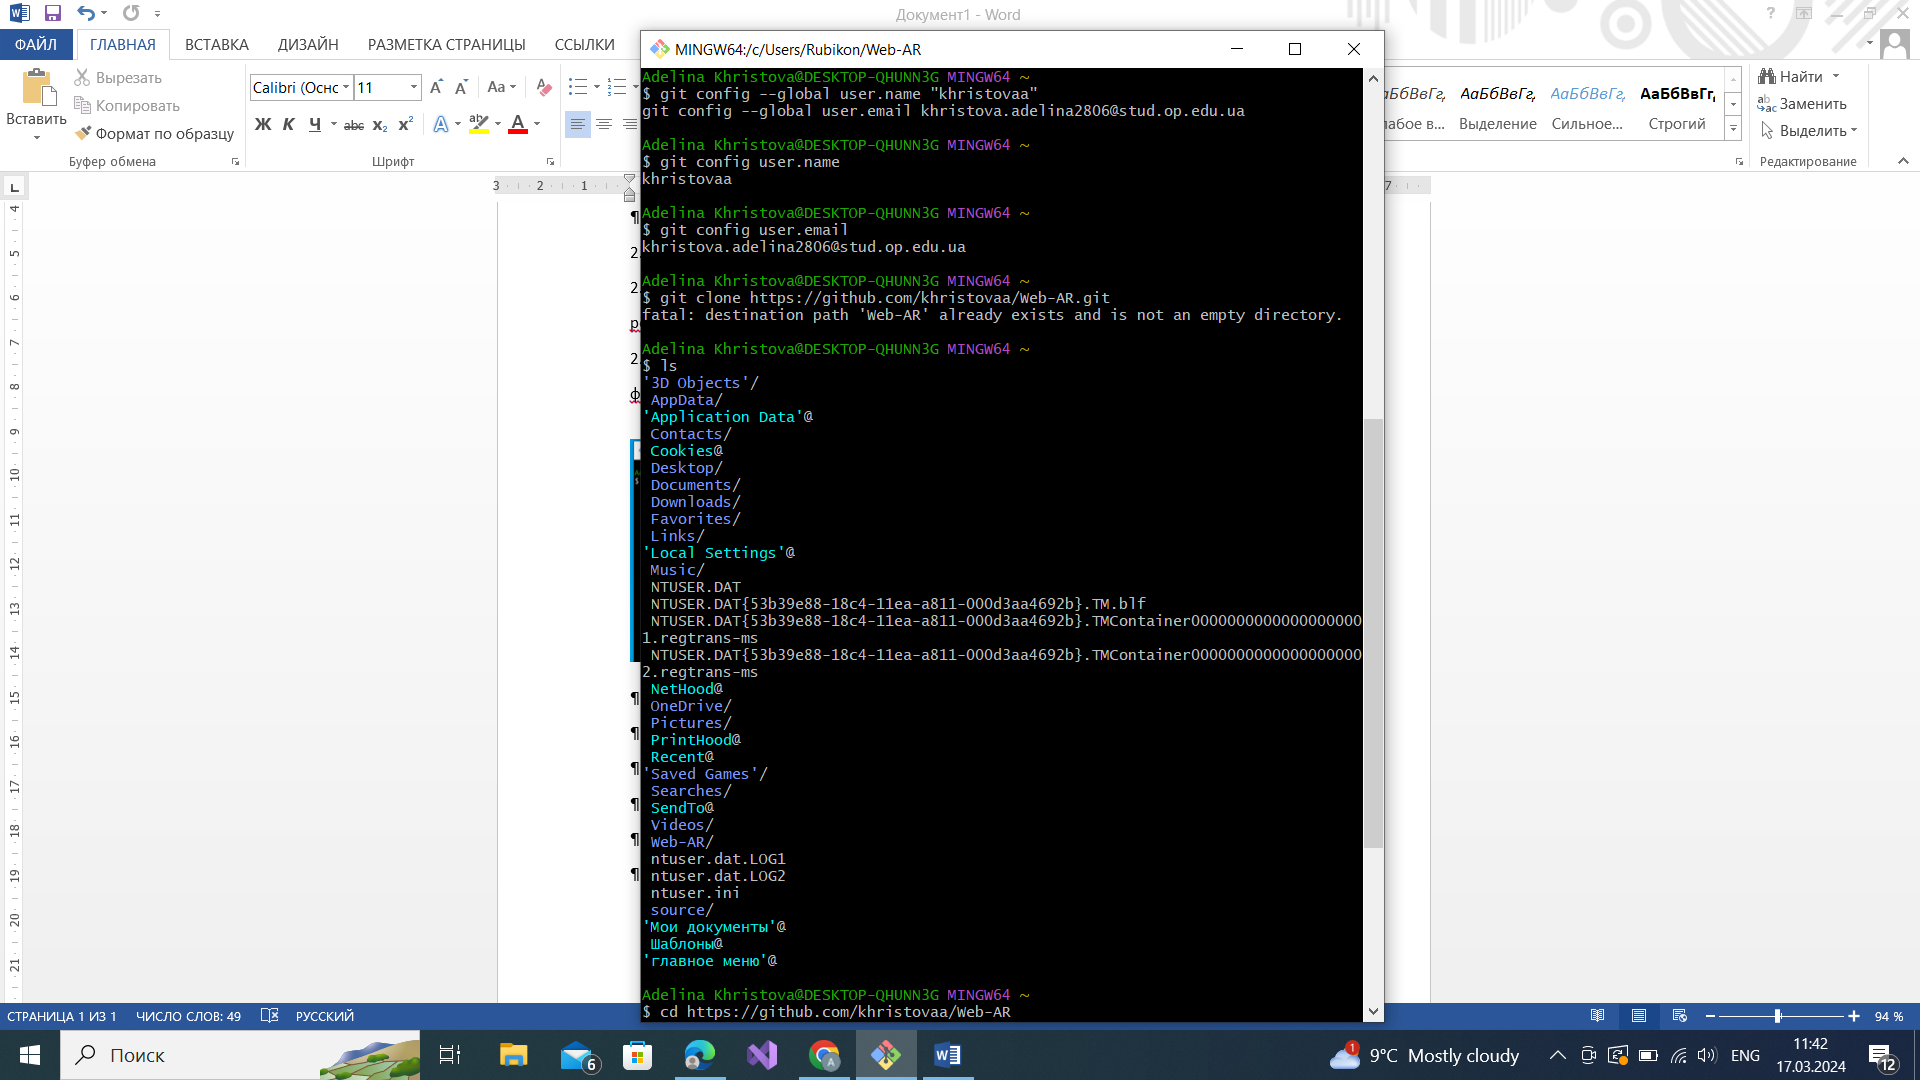 Документ1 - Word
ФАЙЛ ГЛАВНАЯ ВСТАВКА ДИЗАЙН РАЗМЕТКА СТРАНИЦЫ ССЫЛКИ
Вставить
Вырезать
Копировать
Формат по образцу
Буфер обмена
Calibri (Оснс 11
Ж К Ч abc x₂ x²
Шрифт
Выделение
Сильное...
АаБбВвГг,
Строгий
Найти
Заменить
Выделить
Редактирование
MINGW64:/c/Users/Rubikon/Web-AR
Adelina Khristova@DESKTOP-QHUNN3G MINGW64 ~
$ git config --global user.name "khristovaa"
git config --global user.email khristova.adelina2806@stud.op.edu.ua
Adelina Khristova@DESKTOP-QHUNN3G MINGW64 ~
$ git config user.name
khristovaa
Adelina Khristova@DESKTOP-QHUNN3G MINGW64 ~
$ git config user.email
khristova.adelina2806@stud.op.edu.ua
Adelina Khristova@DESKTOP-QHUNN3G MINGW64 ~
$ git clone https://github.com/khristovaa/Web-AR.git
fatal: destination path 'Web-AR' already exists and is not an empty directory.
Adelina Khristova@DESKTOP-QHUNN3G MINGW64 ~
$ ls
'3D Objects'/
AppData/
'Application Data'@
Contacts/
Cookies@
Desktop/
Documents/
Downloads/
Favorites/
Links/
'Local Settings'@
Music/
NTUSER.DAT
NTUSER.DAT{53b39e88-18c4-11ea-a811-000d3aa4692b}.TM.blf
NTUSER.DAT{53b39e88-18c4-11ea-a811-000d3aa4692b}.TMContainer0000000000000000000
1.regtrans-ms
NTUSER.DAT{53b39e88-18c4-11ea-a811-000d3aa4692b}.TMContainer0000000000000000000
2.regtrans-ms
NetHood@
OneDrive/
Pictures/
PrintHood@
Recent@
'Saved Games'/
Searches/
SendTo@
Videos/
Web-AR/
ntuser.dat.LOG1
ntuser.dat.LOG2
ntuser.ini
source/
'Мои документы'@
Шаблоны@
'главное меню'@
Adelina Khristova@DESKTOP-QHUNN3G MINGW64 ~
$ cd https://github.com/khristovaa/Web-AR
СТРАНИЦА 1 ИЗ 1 ЧИСЛО СЛОВ: 49 РУССКИЙ 94 %
Поиск
6
1
9°C Mostly cloudy
ENG
11:42
17.03.2024
12